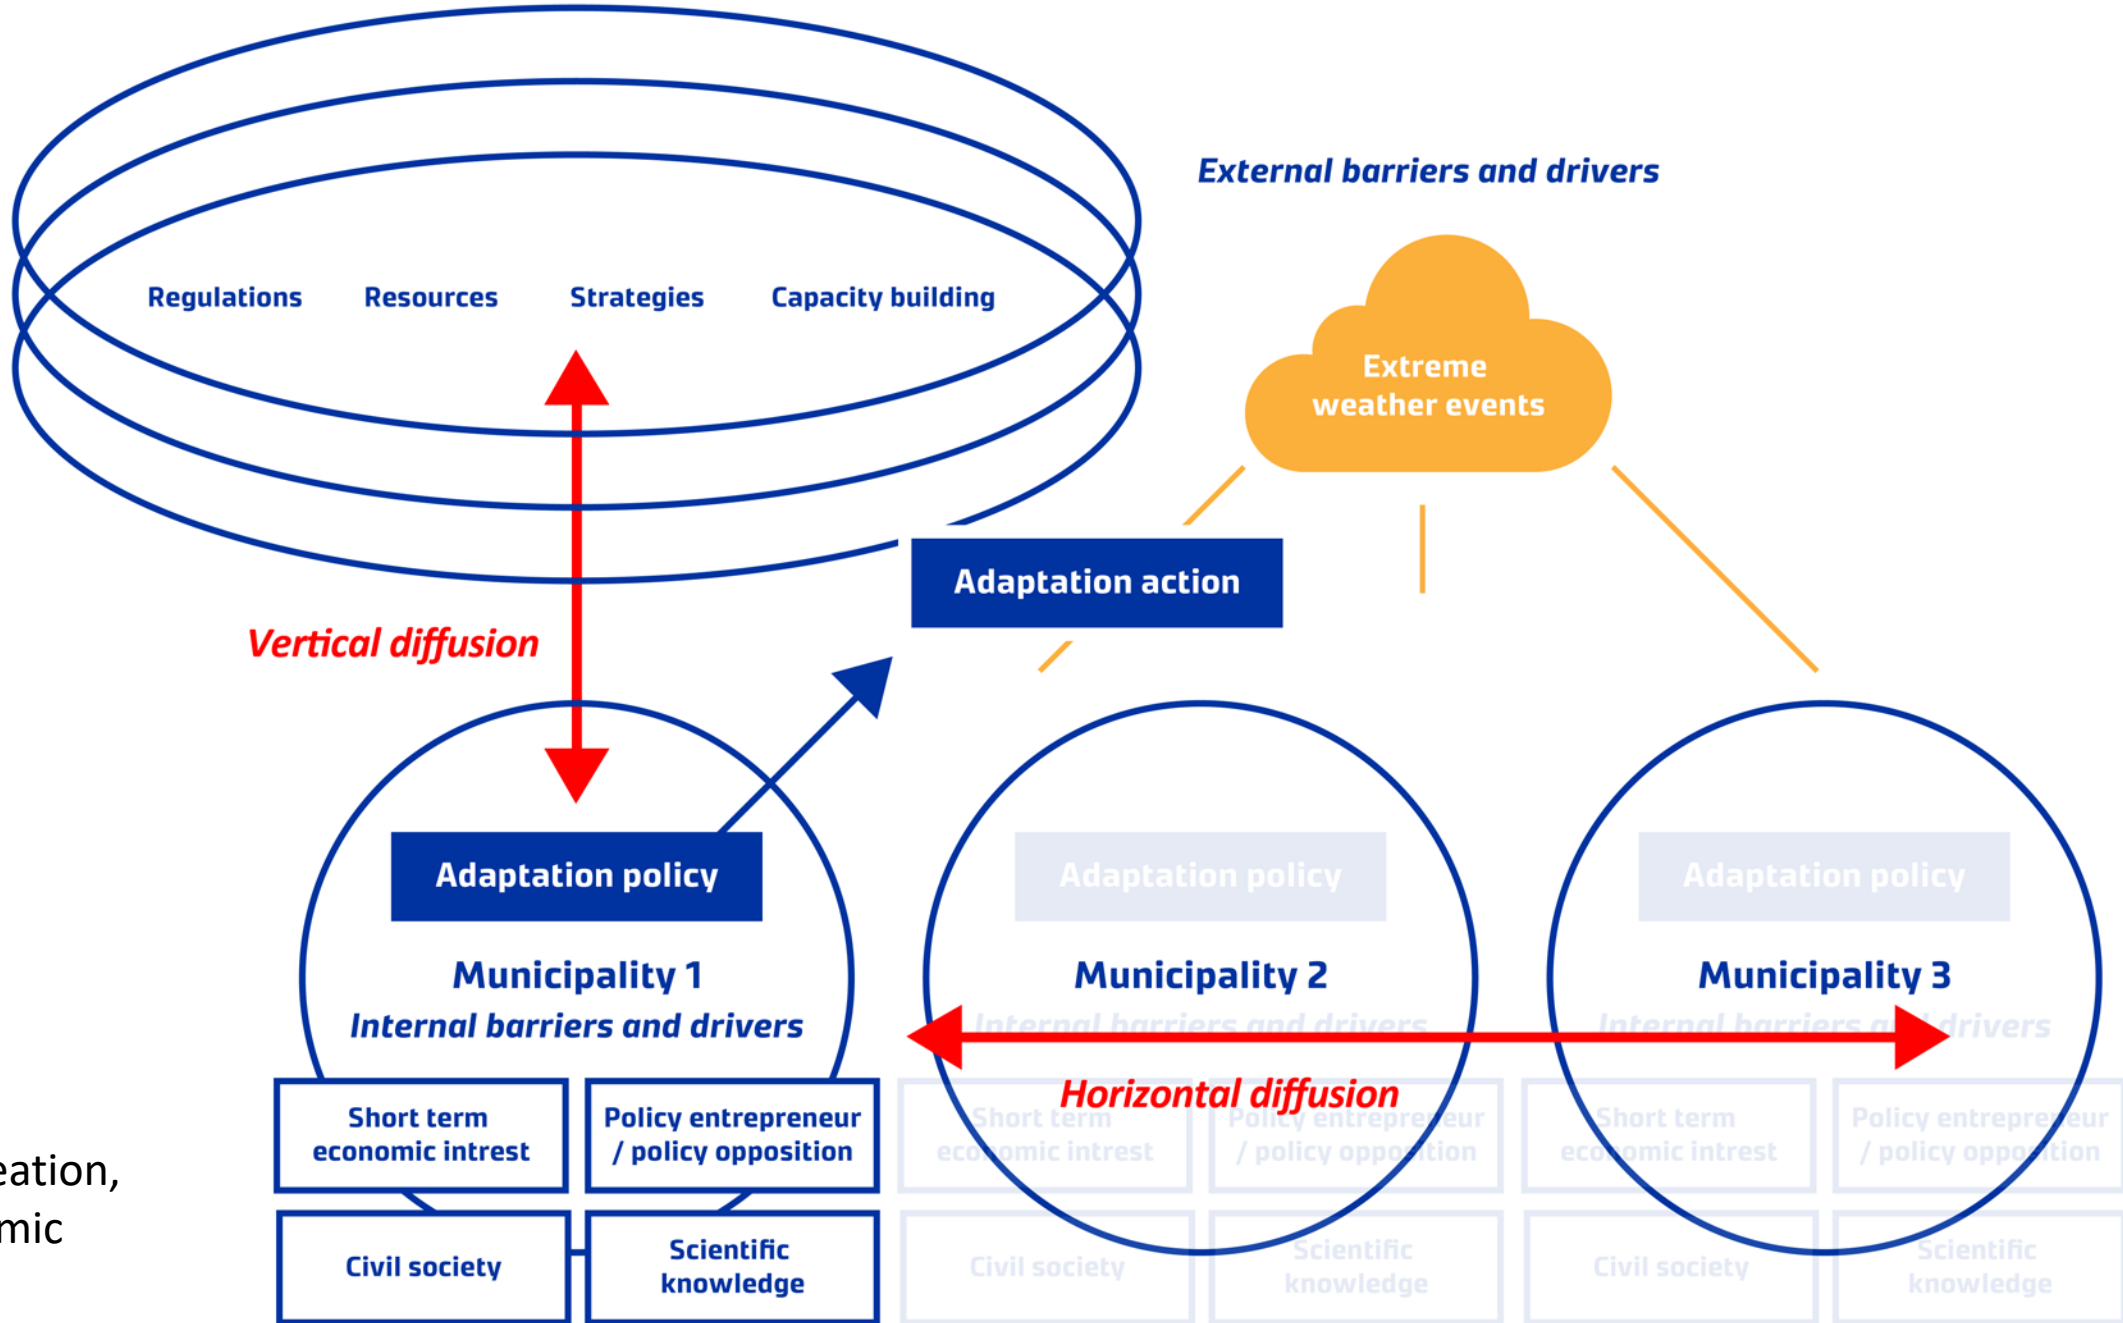 External barriers and drivers
Regulations Resources Strategies Capacity building
Extreme
weather events
Adaptation action
Vertical diffusion
Adaptation policy
Municipality 1
Internal barriers and drivers
Short term
economic intrest
Policy entrepreneur
/ policy opposition
Civil society
Scientific
knowledge
Adaptation policy
Municipality 2
Internal barriers and drivers
Horizontal diffusion
Short term
economic intrest
Policy entrepreneur
/ policy opposition
Civil society
Scientific
knowledge
Adaptation policy
Municipality 3
Internal barriers and drivers
Short term
economic intrest
Policy entrepreneur
/ policy opposition
Civil society
Scientific
knowledge
eation,
mic